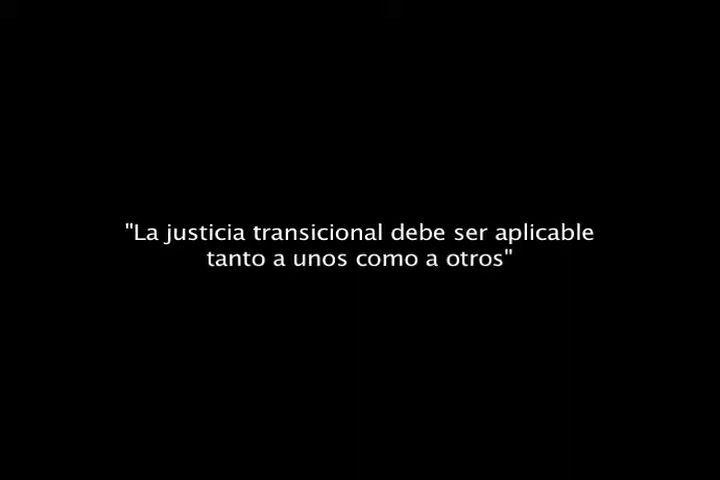 "La justicia transicional debe ser aplicable
tanto a unos como a otros"